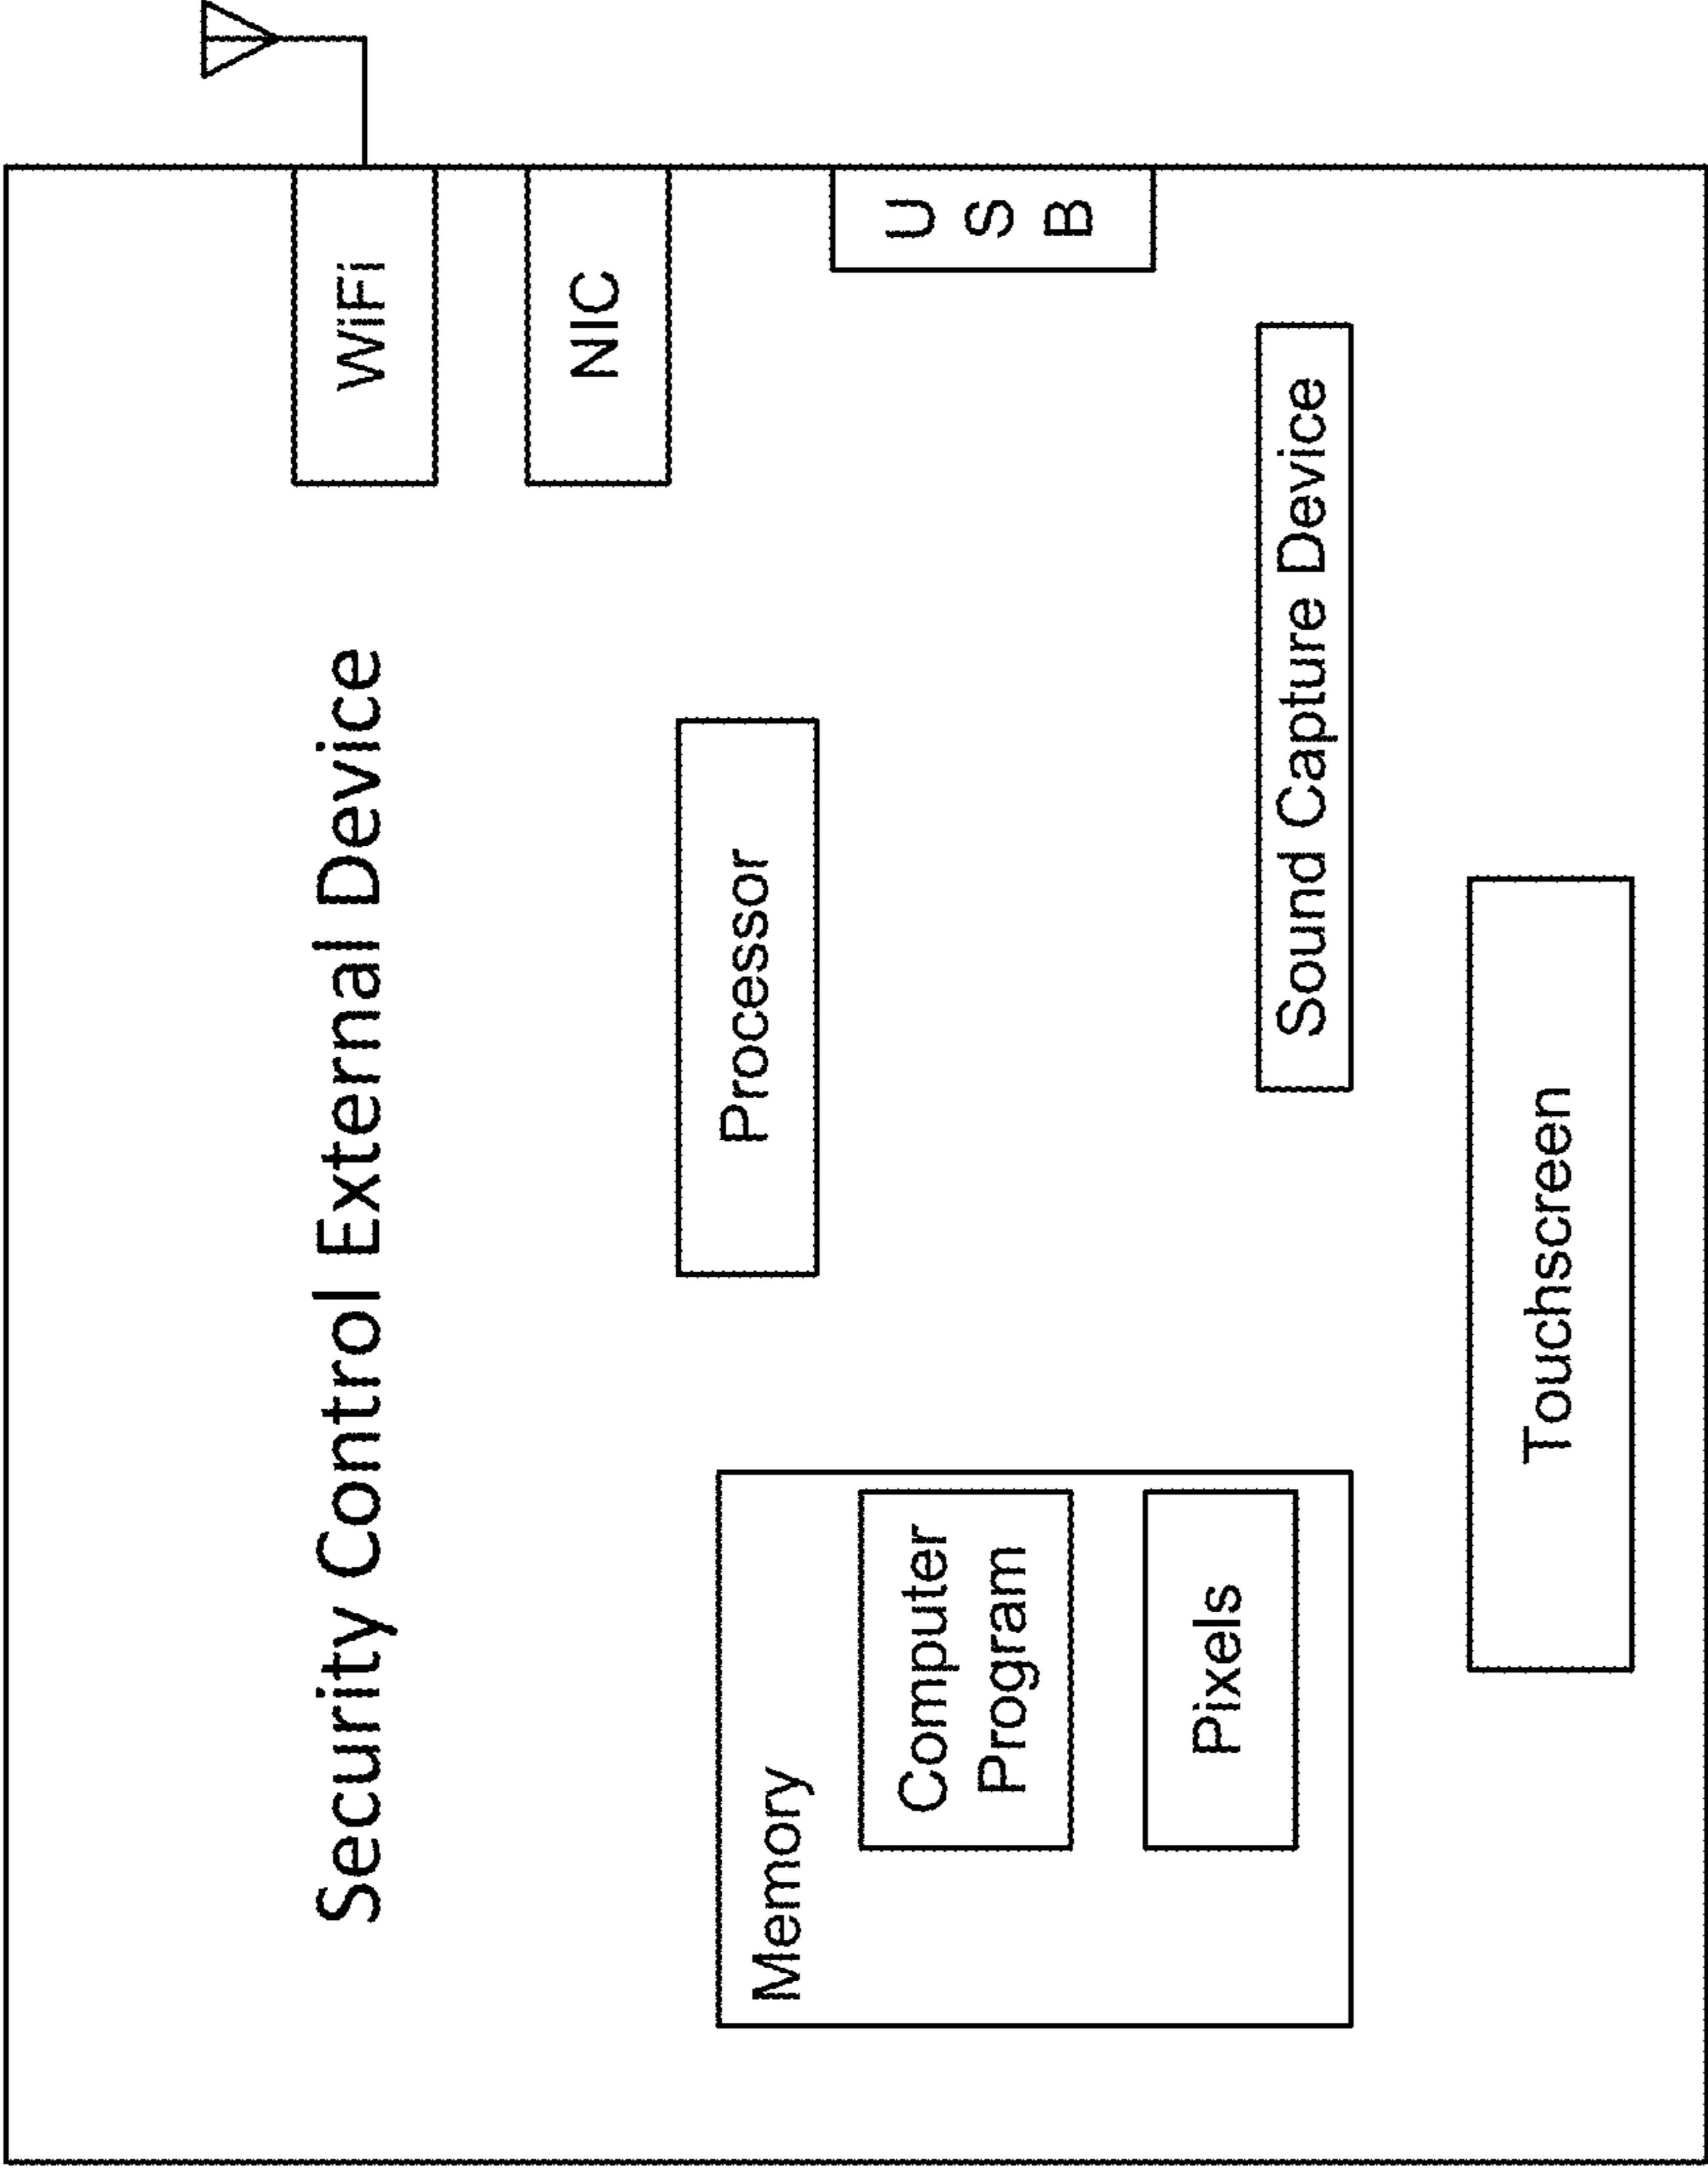 Security Control External Device
WiFi
NIC
Processor
Memory
Computer
Program
Pixels
U
S
B
Sound Capture Device
Touchscreen